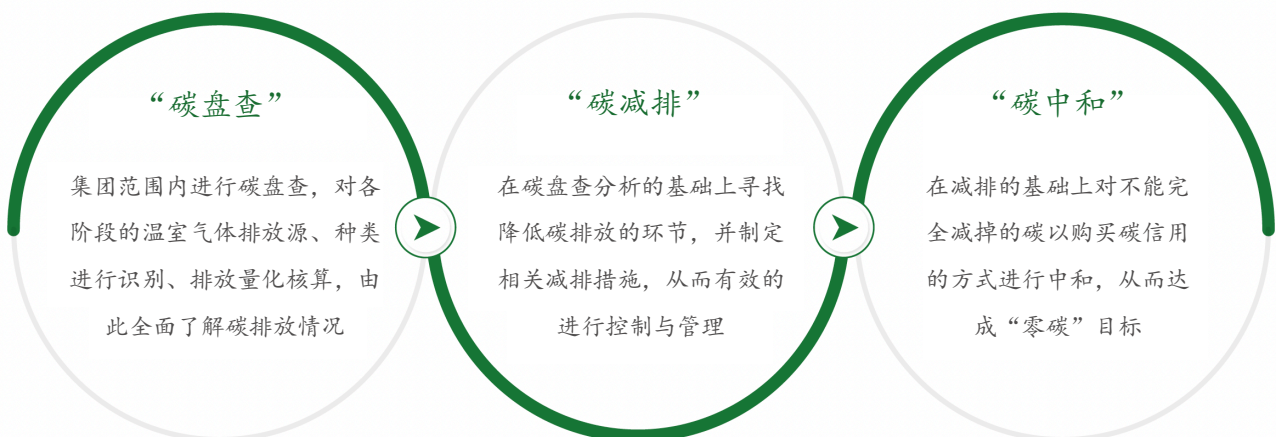 “碳盘查”
集团范围内进行碳盘查，对各
阶段的温室气体排放源、种类
进行识别、排放量化核算，由
此全面了解碳排放情况
“碳减排”
在碳盘查分析的基础上寻找
降低碳排放的环节，并制定
相关减排措施，从而有效的
进行控制与管理
“碳中和”
在减排的基础上对不能完
全减掉的碳以购买碳信用
的方式进行中和，从而达
成“零碳”目标